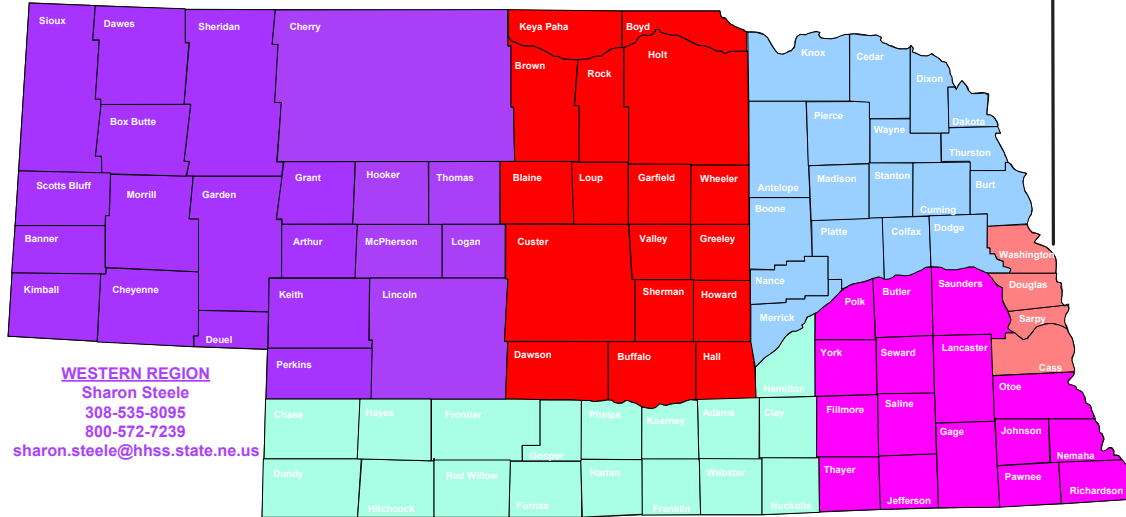 Sioux
Dawes
Sheridan
Cherry
Keya Paha
Boyd
Brown
Rock
Holt
Knox
Cedar
Dixon
Dakota
Box Butte
Pierce
Wayne
Thurston
Scotts Bluff
Morrill
Garden
Grant
Hooker
Thomas
Blaine
Loup
Garfield
Wheeler
Antelope
Madison
Stanton
Cuming
Burt
Banner
Arthur
McPherson
Logan
Custer
Valley
Greeley
Boone
Platte
Colfax
Dodge
Washington
Kimball
Cheyenne
Deuel
Keith
Lincoln
Sherman
Howard
Nance
Merrick
Polk
Butler
Saunders
Douglas
Sarpy
Cass
Perkins
Dawson
Buffalo
Hall
Hamilton
York
Seward
Lancaster
Otoe
WESTERN REGION
Sharon Steele
308-535-8095
800-572-7239
sharon.steele@hhss.state.ne.us
Chase
Hayes
Frontier
Gosper
Phelps
Kearney
Adams
Clay
Fillmore
Saline
Gage
Johnson
Nemaha
Dundy
Hitchcock
Red Willow
Furnas
Harlan
Franklin
Webster
Nuckolls
Thayer
Jefferson
Pawnee
Richardson